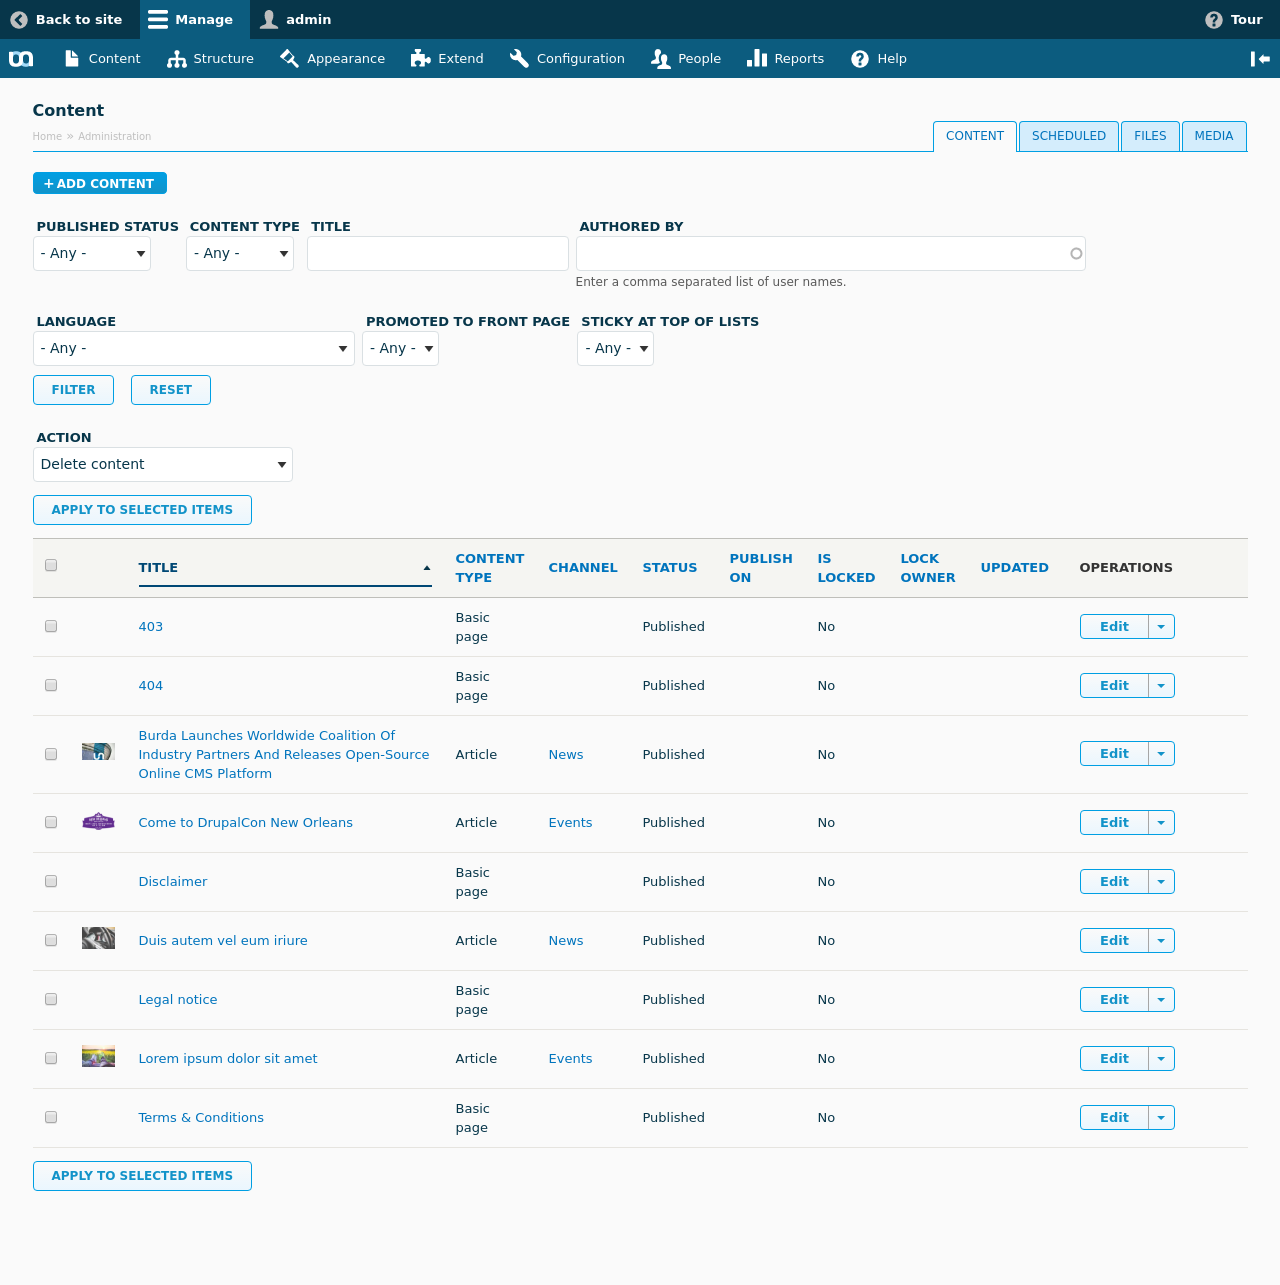 Back to site Manage admin Tour
Content Structure Appearance Extend Configuration People Reports Help
Content
Home » Administration
CONTENT SCHEDULED FILES MEDIA
+ ADD CONTENT
PUBLISHED STATUS CONTENT TYPE TITLE AUTHORED BY
- Any - - Any -
Enter a comma separated list of user names.
LANGUAGE PROMOTED TO FRONT PAGE STICKY AT TOP OF LISTS
- Any - - Any - - Any -
FILTER RESET
ACTION
Delete content
APPLY TO SELECTED ITEMS
TITLE CONTENT TYPE CHANNEL STATUS PUBLISH ON IS LOCKED LOCK OWNER UPDATED OPERATIONS
403 Basic page Published No Edit
404 Basic page Published No Edit
Burda Launches Worldwide Coalition Of
Industry Partners And Releases Open-Source Article News Published No Edit
Online CMS Platform
Come to DrupalCon New Orleans Article Events Published No Edit
Disclaimer Basic page Published No Edit
Duis autem vel eum iriure Article News Published No Edit
Legal notice Basic page Published No Edit
Lorem ipsum dolor sit amet Article Events Published No Edit
Terms & Conditions Basic page Published No Edit
APPLY TO SELECTED ITEMS